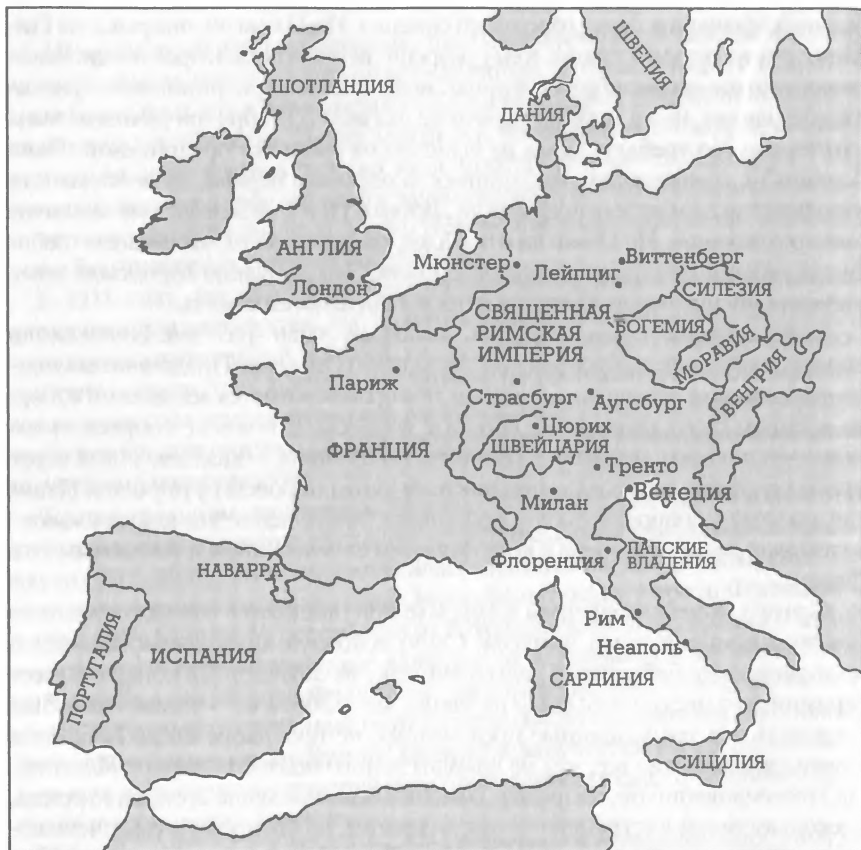 ШВЕЦИЯ
ШОТЛАНДИЯ
ДАНИЯ
АНГЛИЯ
Лондон
Мюнстер
Виттенберг
Лейпциг
СИЛЕЗИЯ
СВЯЩЕННАЯ
РИМСКАЯ
ИМПЕРИЯ
БОГЕМИЯ
МОРАВИЯ
ВЕНГРИЯ
Париж
Страсбург
Аугсбург
Цюрих
ШВЕЙЦАРИЯ
ФРАНЦИЯ
Тренто
Милан
Венеция
Флоренция
ПАПСКИЕ
ВЛАДЕНИЯ
НАВАРРА
Рим
Неаполь
ПОРТУГАЛИЯ
ИСПАНИЯ
САРДИНИЯ
СИЦИЛИЯ